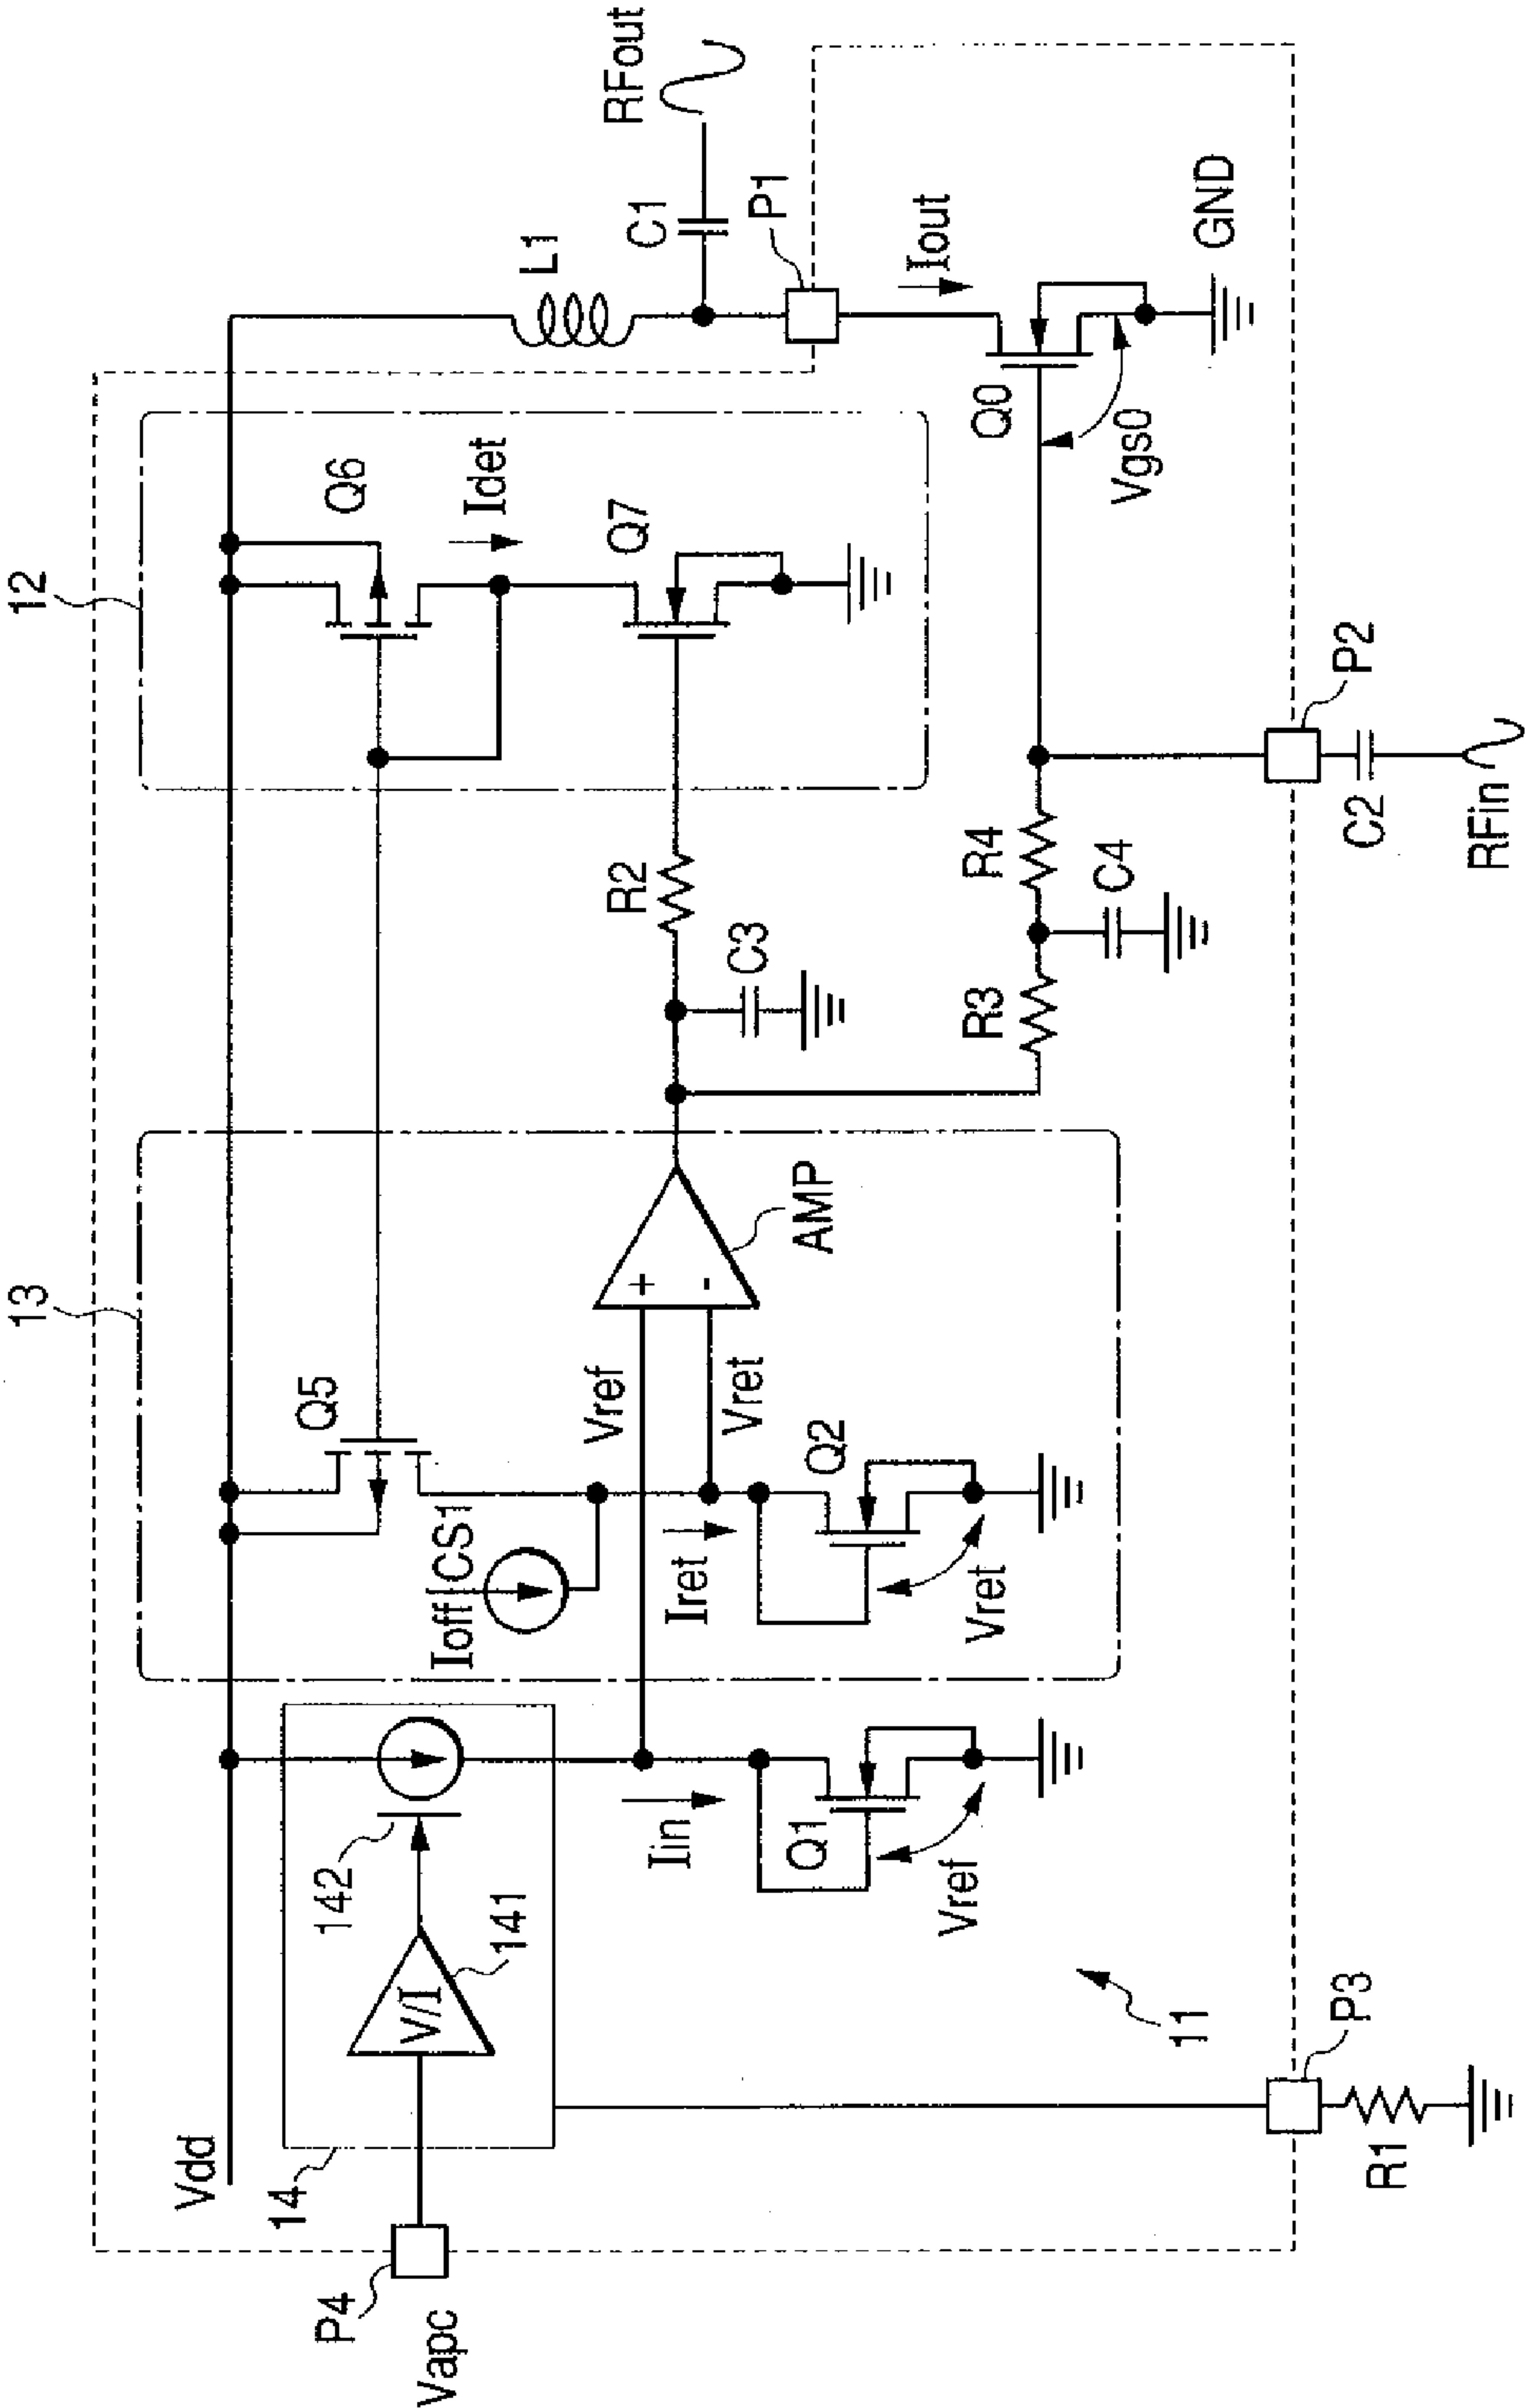 12
13
RFout
L1
C1
P1
Iout
GND
Q6
Idet
Q7
Q0
Vgs0
P2
C2
RFin
R2
C3
R4
C4
R3
AMP
+
-
Q5
Vref
Vret
Ioff
CS1
Iret
Q2
Vret
142
V/I
141
Iin
Q1
Vref
11
P3
R1
Vdd
14
P4
Vapc